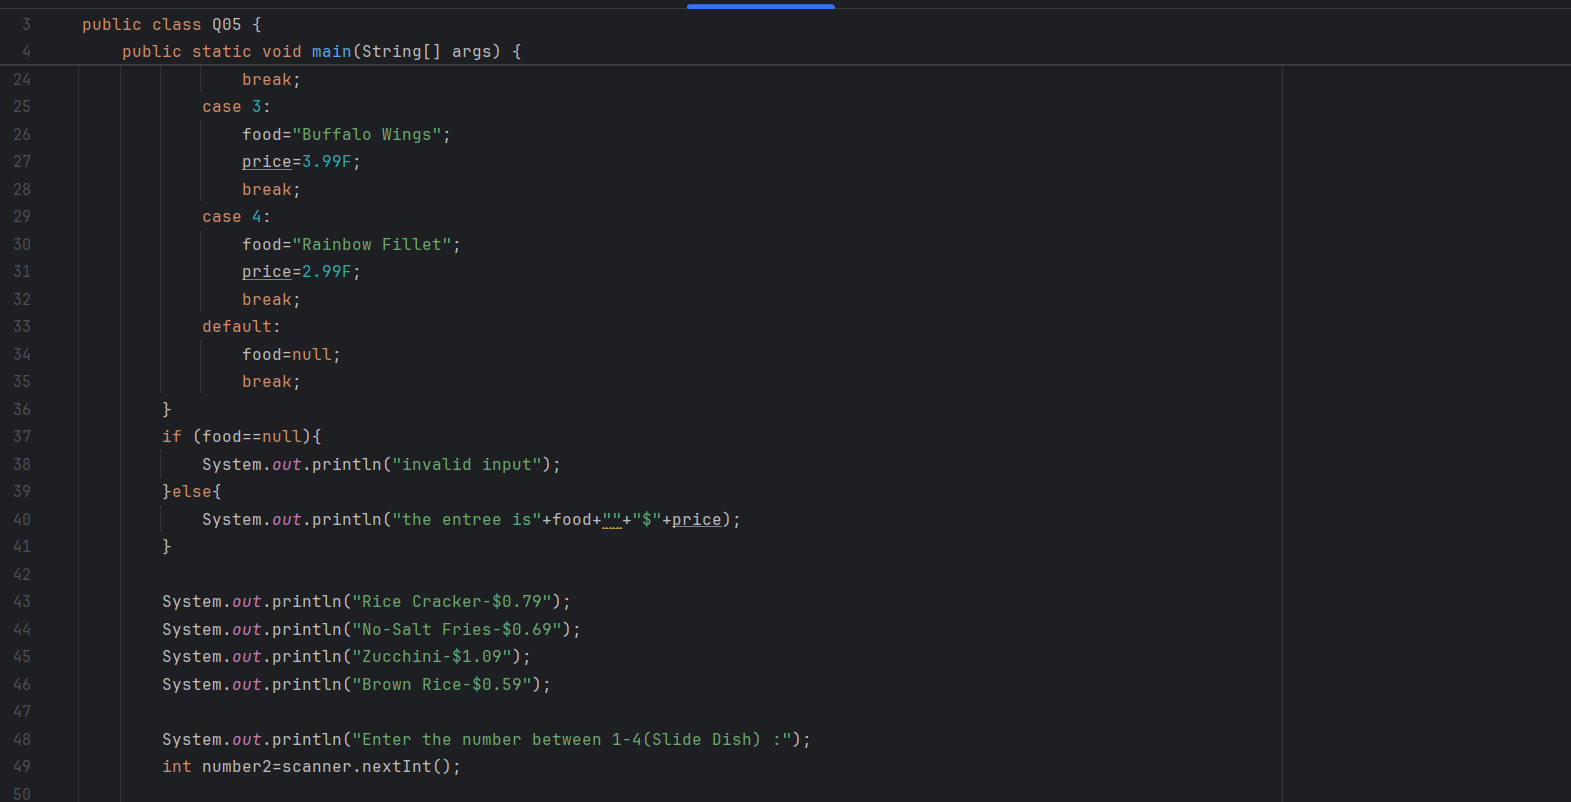 3 public class Q05 {
4 public static void main(String[] args) {
24 break;
25 case 3:
26 food="Buffalo Wings";
27 price=3.99F;
28 break;
29 case 4:
30 food="Rainbow Fillet";
31 price=2.99F;
32 break;
33 default:
34 food=null;
35 break;
36 }
37 if (food==null){
38 System.out.println("invalid input");
39 }else{
40 System.out.println("the entree is"+food+""+"$"+price);
41 }
42
43 System.out.println("Rice Cracker-$0.79");
44 System.out.println("No-Salt Fries-$0.69");
45 System.out.println("Zucchini-$1.09");
46 System.out.println("Brown Rice-$0.59");
47
48 System.out.println("Enter the number between 1-4(Slide Dish) :");
49 int number2=scanner.nextInt();
50